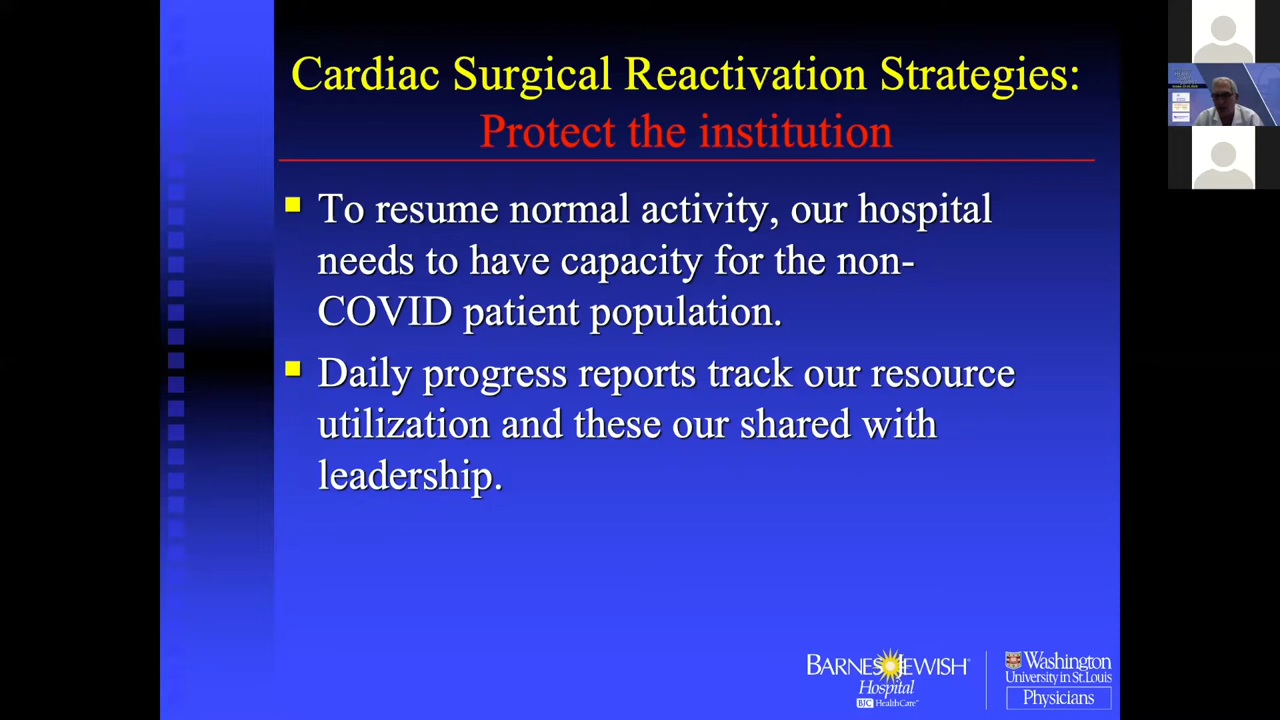 Cardiac Surgical Reactivation Strategies:
Protect the institution
To resume normal activity, our hospital
needs to have capacity for the non-
COVID patient population.
Daily progress reports track our resource
utilization and these our shared with
leadership.
BARNES JEWISH®
Hospital
BJC HealthCare™
Washington
University in St. Louis
Physicians